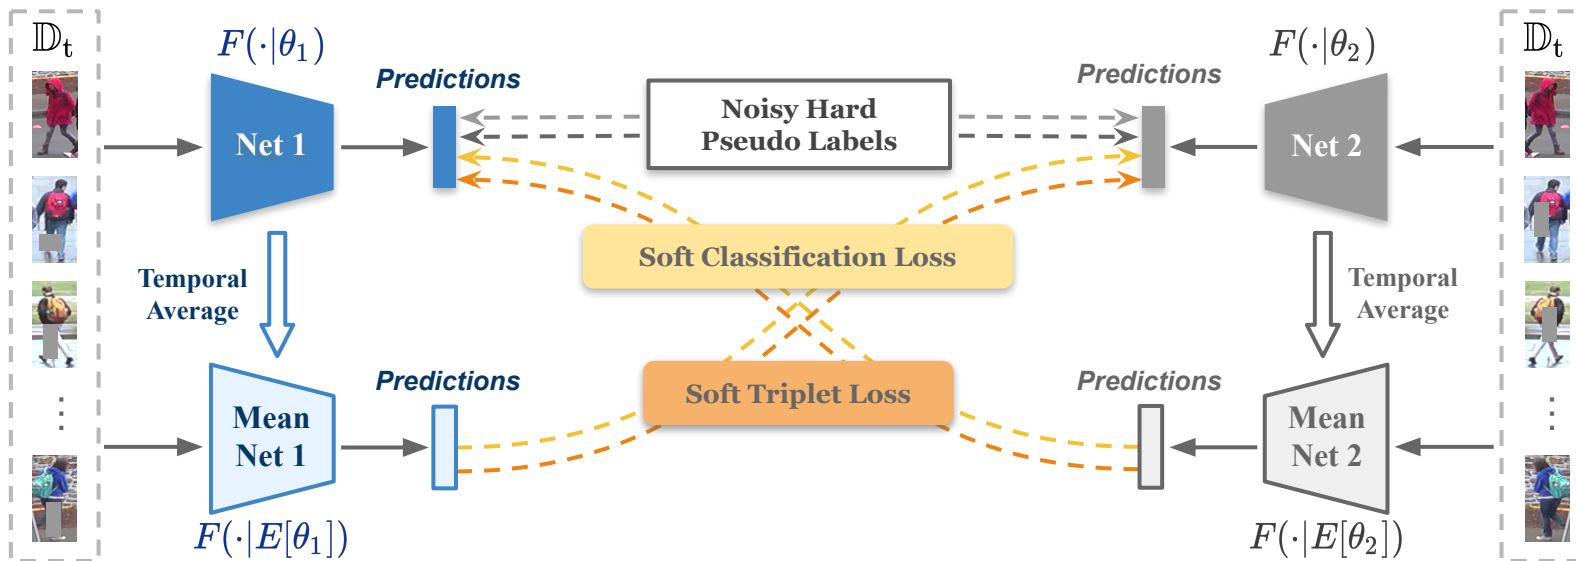 𝔻ₜ
F(·|θ₁)
Predictions
Net 1
Noisy Hard
Pseudo Labels
F(·|θ₂)
Predictions
Net 2
𝔻ₜ
Temporal
Average
Soft Classification Loss
Temporal
Average
Predictions
Mean
Net 1
F(·|E[θ₁])
Soft Triplet Loss
Predictions
Mean
Net 2
F(·|E[θ₂])